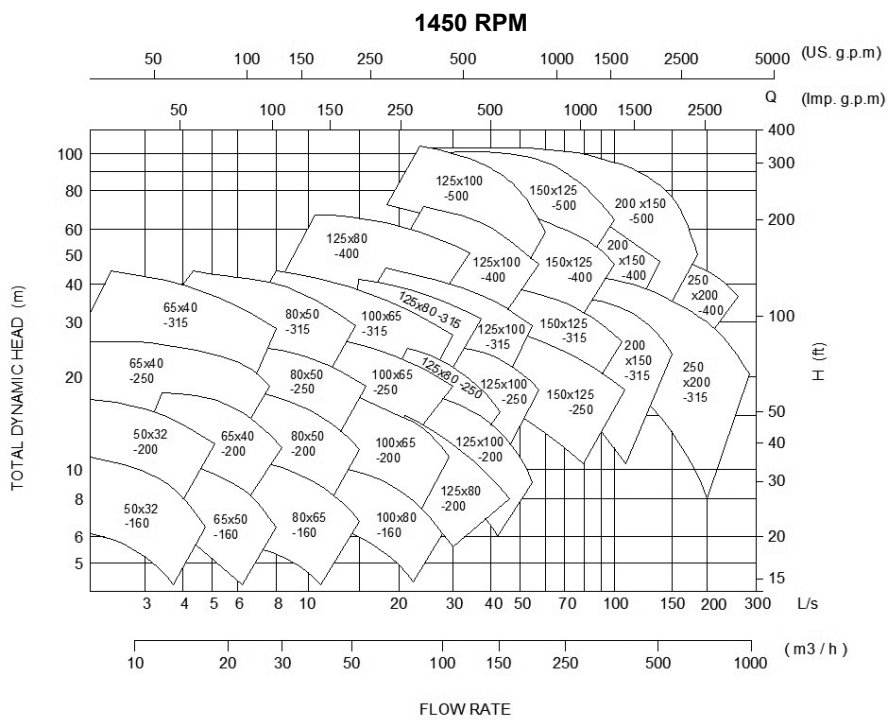 1450 RPM
50 100 150 250 500 1000 1500 2500 5000 (US. g.p.m)
Q (Imp. g.p.m)
50 100 150 250 500 1000 1500 2500
TOTAL DYNAMIC HEAD (m)
100
80
60
50
40
30
20
10
8
6
5
400
300
200
100
50
40
30
20
15
H (ft)
125x100
-500
150x125
-500
200 x150
-500
125x80
-400
125x100
-400
150x125
-400
200
x150
-400
250
x200
-400
65x40
-315
80x50
-315
100x65
-315
125x80 -315
125x100
-315
150x125
-315
200
x150
-315
250
x200
-315
65x40
-250
80x50
-250
100x65
-250
125x80 -250
125x100
-250
150x125
-250
50x32
-200
65x40
-200
80x50
-200
100x65
-200
125x100
-200
125x80
-200
50x32
-160
65x50
-160
80x65
-160
100x80
-160
3 4 5 6 8 10 20 30 40 50 70 100 150 200 300 L/s
10 20 30 50 100 150 250 500 1000 ( m3 / h )
FLOW RATE